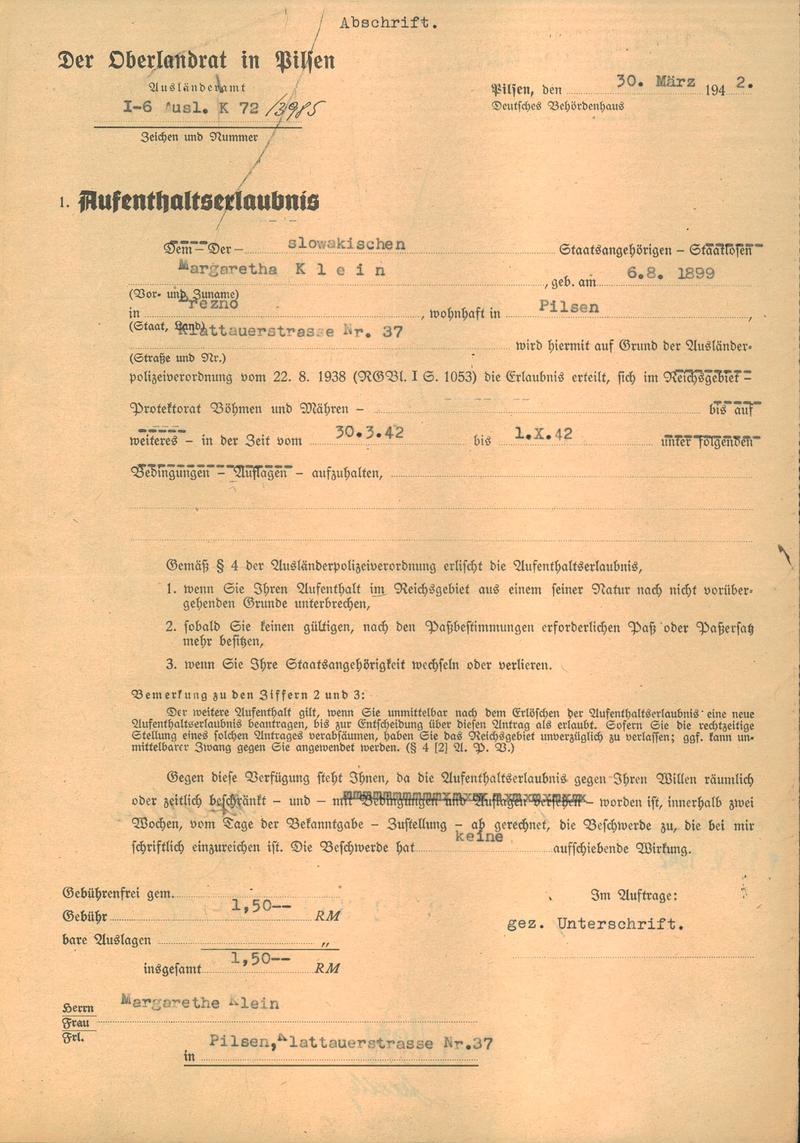 Abschrift.
Der Oberlandrat in Pilsen
Ausländeramt
I-6 Ausl. K 72 /3985
Zeichen und Nummer
Pilsen, den 30. März 1942.
Deutsches Behördenhaus
1. Aufenthaltserlaubnis
Dem – Der – slowakischen Staatsangehörigen – Staatlosen
Margaretha Klein, geb. am 6.8. 1899
(Vor- und Zuname)
in Brezno, wohnhaft in Pilsen,
(Staat, Land)
Klattauerstrasse Nr. 37 wird hiermit auf Grund der Ausländer-
(Straße und Nr.)
polizeiverordnung vom 22. 8. 1938 (RGBl. I S. 1053) die Erlaubnis erteilt, sich im Reichsgebiet –
Protektorat Böhmen und Mähren – bis auf
weiteres – in der Zeit vom 30.3.42 bis 1.X.42 unter folgenden
Bedingungen – Auflagen – aufzuhalten,
Gemäß § 4 der Ausländerpolizeiverordnung erlischt die Aufenthaltserlaubnis,
1. wenn Sie Ihren Aufenthalt im Reichsgebiet aus einem seiner Natur nach nicht vorüber-
gehenden Grunde unterbrechen,
2. sobald Sie keinen gültigen, nach den Paßbestimmungen erforderlichen Paß oder Paßersatz
mehr besitzen,
3. wenn Sie Ihre Staatsangehörigkeit wechseln oder verlieren.
Bemerkung zu den Ziffern 2 und 3:
Der weitere Aufenthalt gilt, wenn Sie unmittelbar nach dem Erlöschen der Aufenthaltserlaubnis eine neue
Aufenthaltserlaubnis beantragen, bis zur Entscheidung über diesen Antrag als erlaubt. Sofern Sie die rechtzeitige
Stellung eines solchen Antrages verabsäumen, haben Sie das Reichsgebiet unverzüglich zu verlassen; ggf. kann un-
mittelbarer Zwang gegen Sie angewendet werden. (§ 4 [2] A. P. V.)
Gegen diese Verfügung steht Ihnen, da die Aufenthaltserlaubnis gegen Ihren Willen räumlich
oder zeitlich beschränkt – und – mit Bedingungen und Auflagen versehen – worden ist, innerhalb zwei
Wochen, vom Tage der Bekanntgabe – Zustellung – ab gerechnet, die Beschwerde zu, die bei mir
schriftlich einzureichen ist. Die Beschwerde hat keine aufschiebende Wirkung.
Gebührenfrei gem.
Gebühr 1,50-- RM
bare Auslagen „
insgesamt 1,50-- RM
Im Auftrage:
gez. Unterschrift.
Herrn
Frau
Frl.
Margarethe Klein
in Pilsen, Klattauerstrasse Nr.37